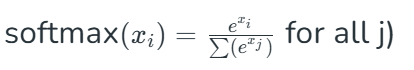 softmax(xᵢ) = e^{xᵢ} / ∑(e^{xⱼ}) for all j)